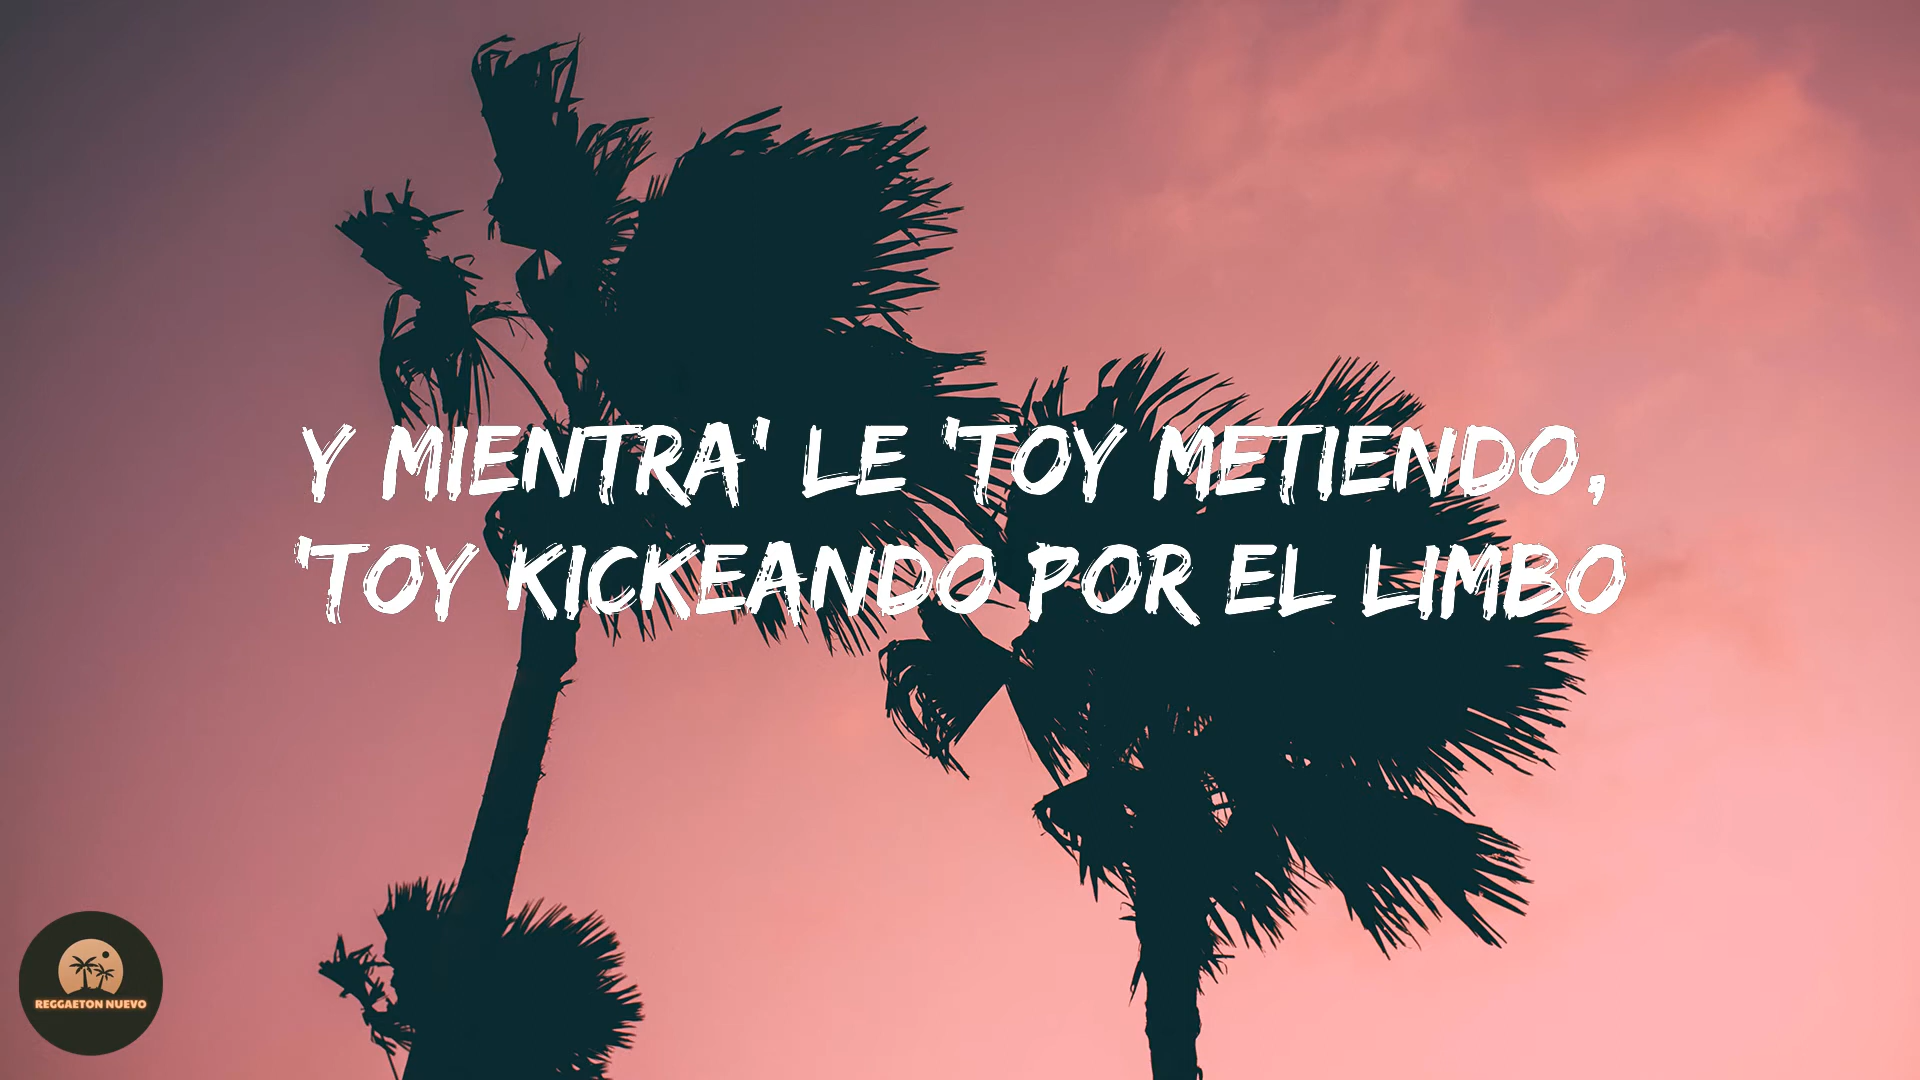 Y MIENTRA' LE 'TOY METIENDO,
'TOY KICKEANDO POR EL LIMBO
REGGAETON NUEVO